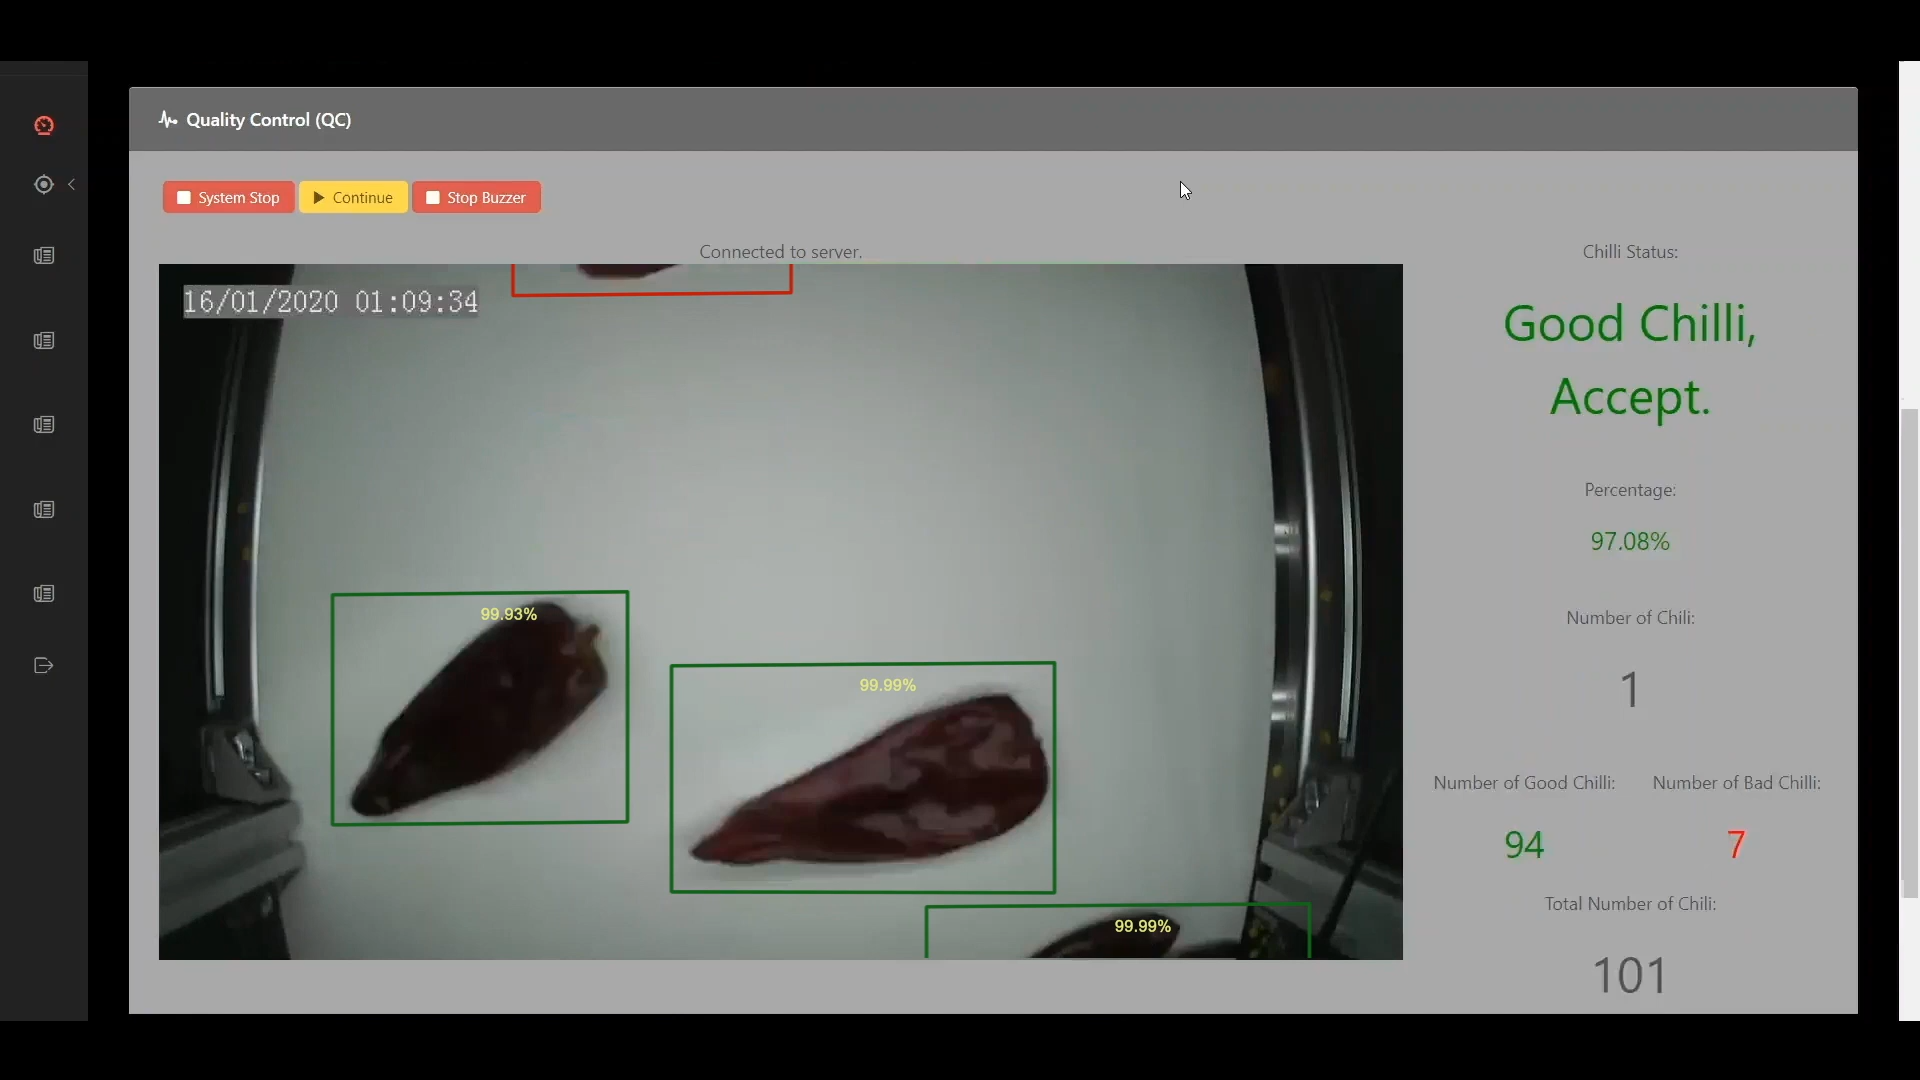 Quality Control (QC)
System Stop
Continue
Stop Buzzer
Connected to server.
16/01/2020 01:09:34
99.93%
99.99%
99.99%
Chilli Status:
Good Chilli,
Accept.
Percentage:
97.08%
Number of Chili:
1
Number of Good Chilli:
Number of Bad Chilli:
94
7
Total Number of Chili:
101